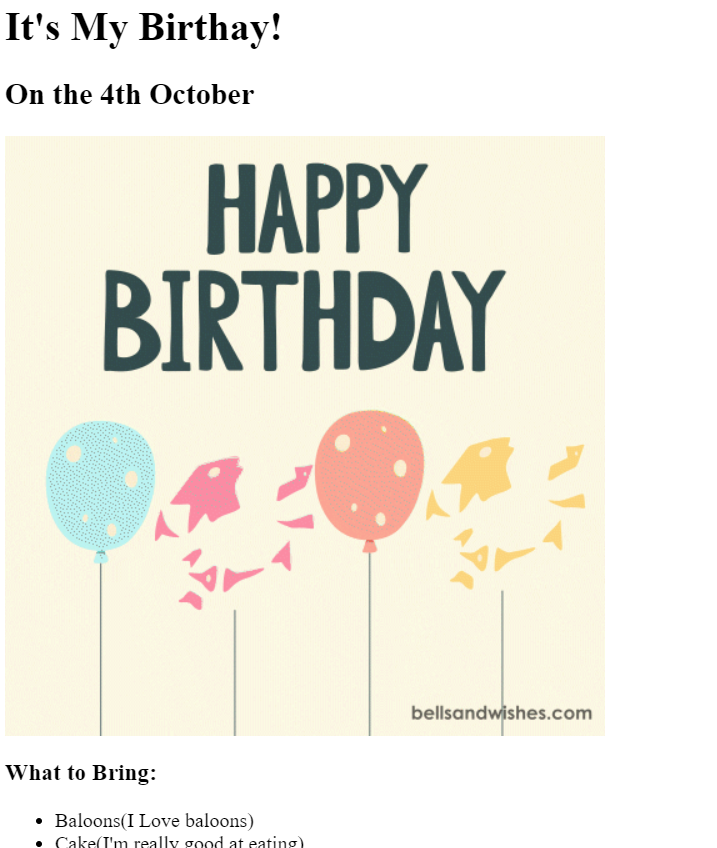 It's My Birthay!
On the 4th October
HAPPY
BIRTHDAY
bellsandwishes.com
What to Bring:
Baloons(I Love baloons)
Cake(I'm really good at eating)